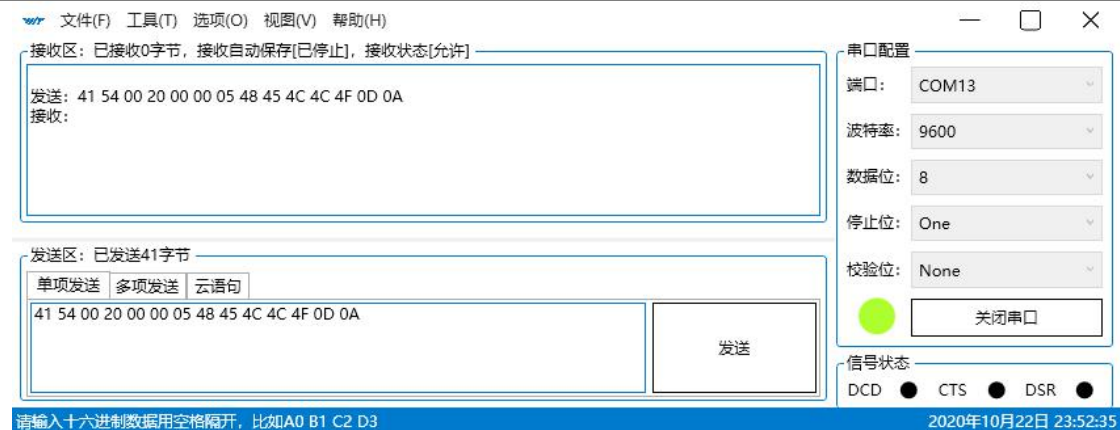 文件(F) 工具(T) 选项(O) 视图(V) 帮助(H)
接收区：已接收0字节，接收自动保存[已停止]，接收状态[允许]
发送：41 54 00 20 00 00 05 48 45 4C 4C 4F 0D 0A
接收：
发送区：已发送41字节
单项发送 多项发送 云语句
41 54 00 20 00 00 05 48 45 4C 4C 4F 0D 0A
发送
串口配置
端口： COM13
波特率： 9600
数据位： 8
停止位： One
校验位： None
关闭串口
信号状态
DCD CTS DSR
请输入十六进制数据用空格隔开，比如A0 B1 C2 D3
2020年10月22日 23:52:35